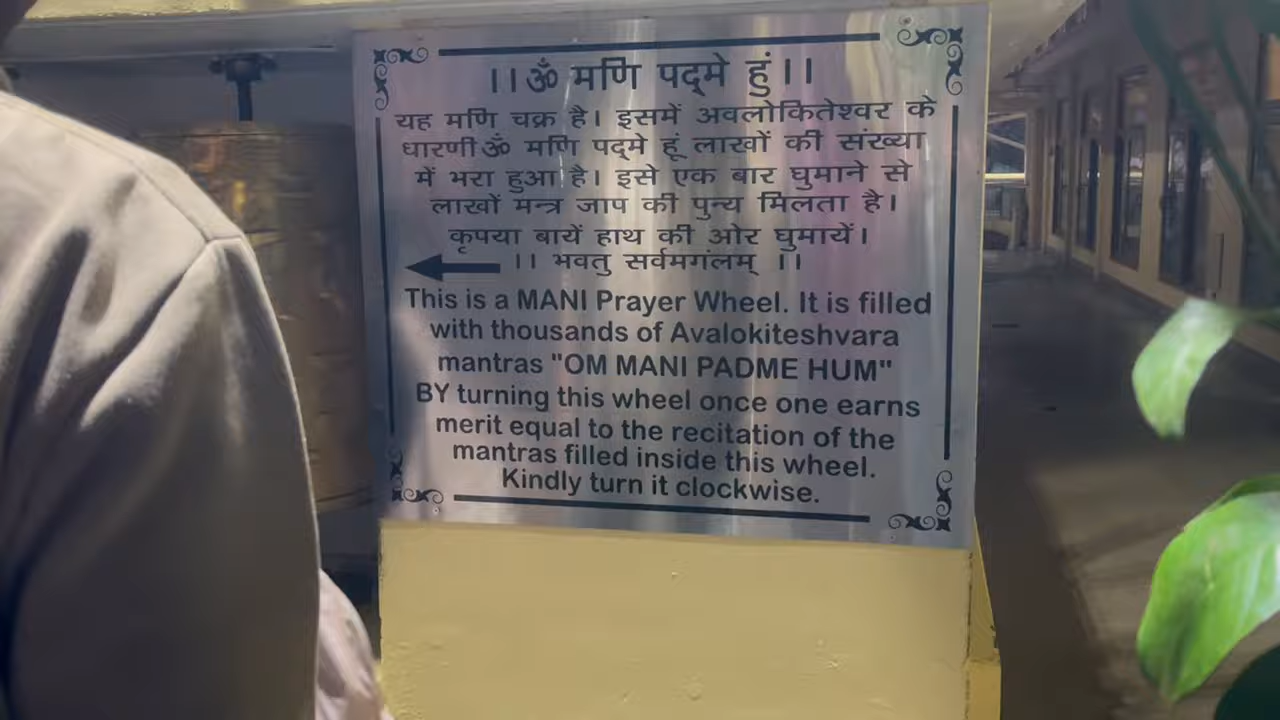 ।।ॐ मणि पद्मे हुं।।
यह मणि चक्र है। इसमें अवलोकितेश्वर के
धारणी ॐ मणि पद्मे हूं लाखों की संख्या
में भरा हुआ है। इसे एक बार घुमाने से
लाखों मन्त्र जाप की पुन्य मिलता है।
कृपया बायें हाथ की ओर घुमायें।
।। भवतु सर्वमगंलम् ।।
This is a MANI Prayer Wheel. It is filled
with thousands of Avalokiteshvara
mantras "OM MANI PADME HUM"
BY turning this wheel once one earns
merit equal to the recitation of the
mantras filled inside this wheel.
Kindly turn it clockwise.